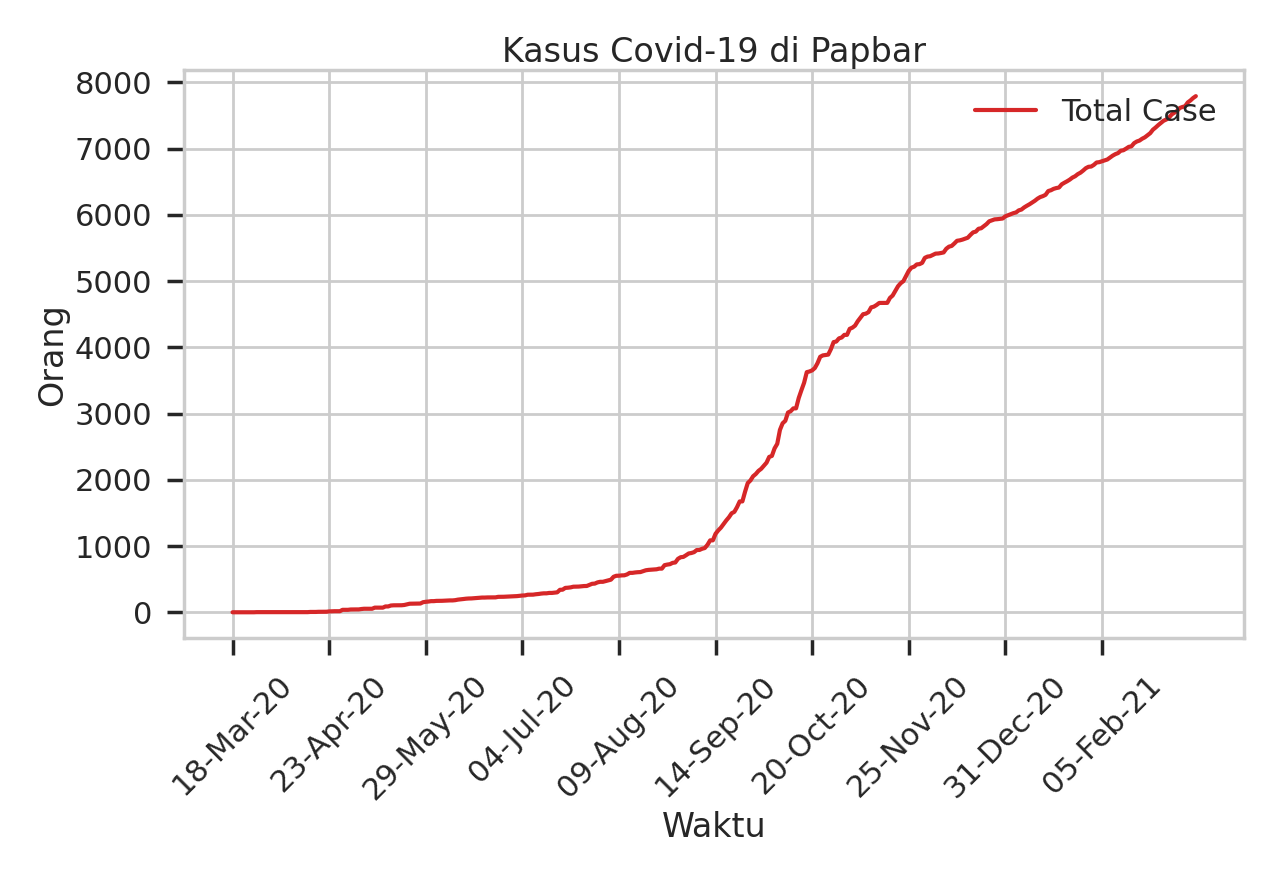 Kasus Covid-19 di Papbar
Total Case
8000
7000
6000
5000
4000
3000
2000
1000
0
Orang
18-Mar-20
23-Apr-20
29-May-20
04-Jul-20
09-Aug-20
14-Sep-20
20-Oct-20
25-Nov-20
31-Dec-20
05-Feb-21
Waktu